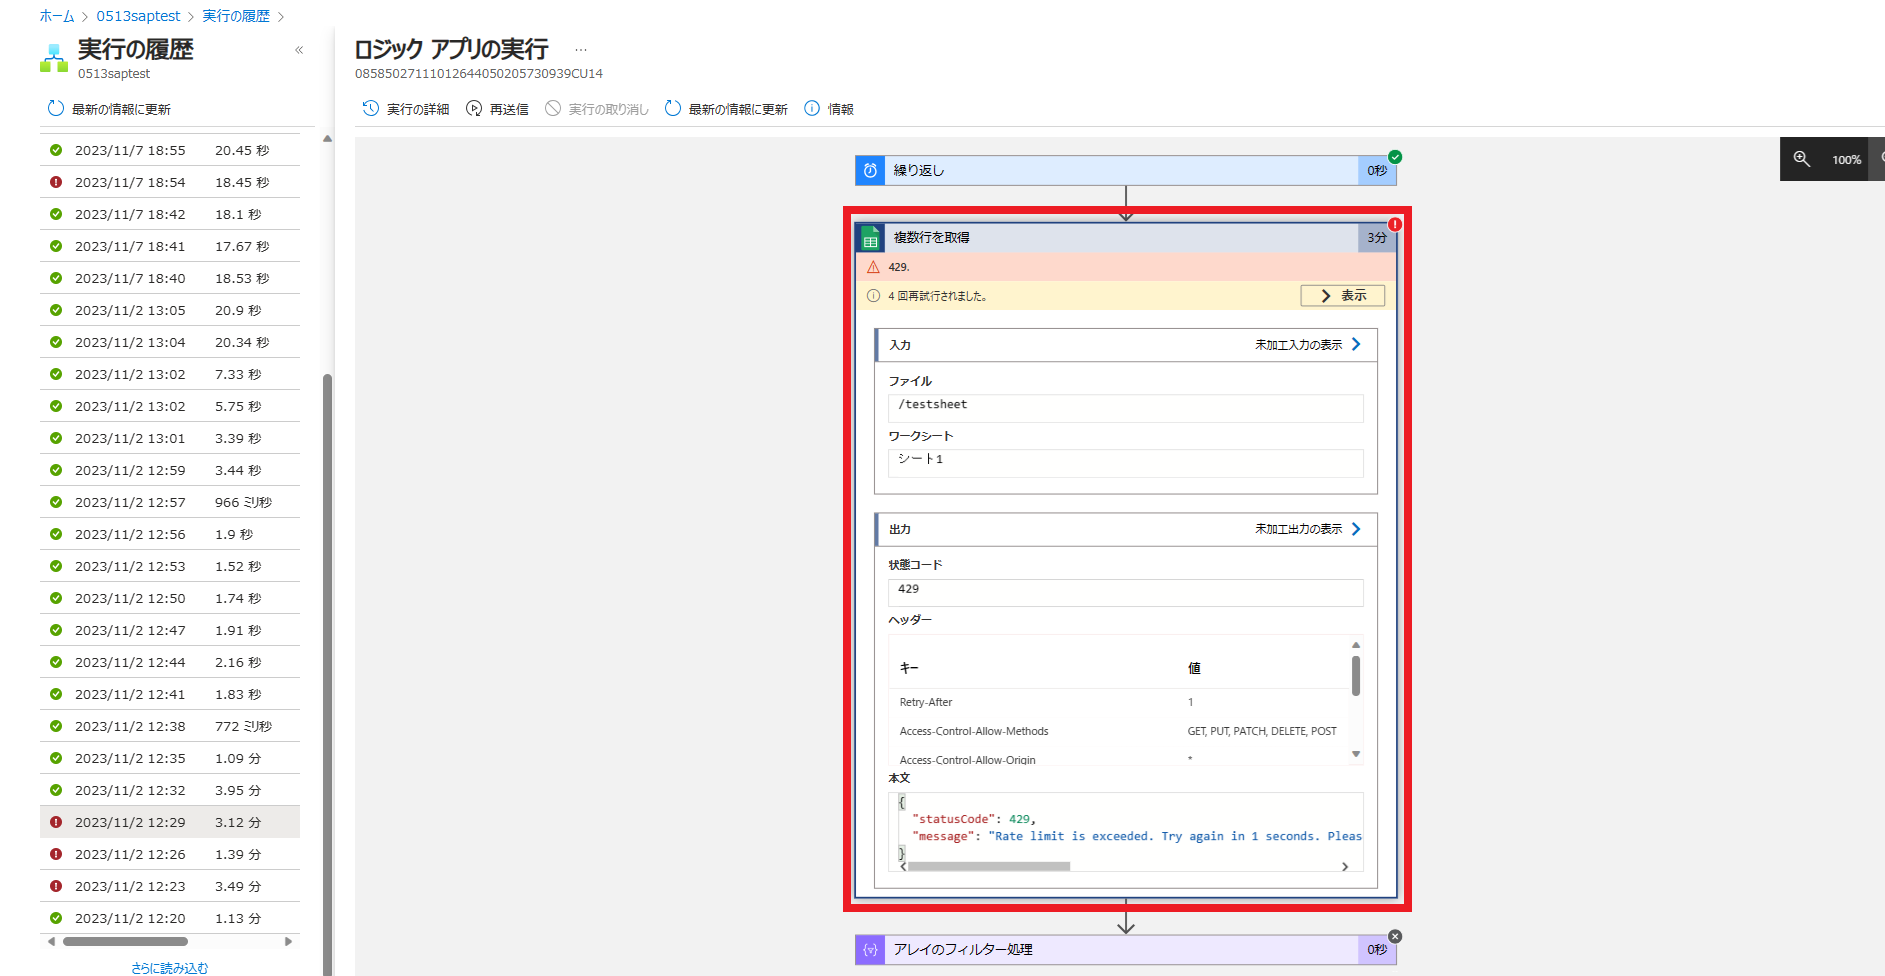 ホーム > 0513saptest > 実行の履歴 >
実行の履歴
0513saptest
«
最新の情報に更新
2023/11/7 18:55 20.45 秒
2023/11/7 18:54 18.45 秒
2023/11/7 18:42 18.1 秒
2023/11/7 18:41 17.67 秒
2023/11/7 18:40 18.53 秒
2023/11/2 13:05 20.9 秒
2023/11/2 13:04 20.34 秒
2023/11/2 13:02 7.33 秒
2023/11/2 13:02 5.75 秒
2023/11/2 13:01 3.39 秒
2023/11/2 12:59 3.44 秒
2023/11/2 12:57 966 ミリ秒
2023/11/2 12:56 1.9 秒
2023/11/2 12:53 1.52 秒
2023/11/2 12:50 1.74 秒
2023/11/2 12:47 1.91 秒
2023/11/2 12:44 2.16 秒
2023/11/2 12:41 1.83 秒
2023/11/2 12:38 772 ミリ秒
2023/11/2 12:35 1.09 分
2023/11/2 12:32 3.95 分
2023/11/2 12:29 3.12 分
2023/11/2 12:26 1.39 分
2023/11/2 12:23 3.49 分
2023/11/2 12:20 1.13 分
さらに読み込む
ロジック アプリの実行 …
08585027111012644050205730939CU14
実行の詳細 再送信 実行の取り消し 最新の情報に更新 情報
100%
繰り返し 0秒
複数行を取得 3分
429.
4 回再試行されました。 表示
入力 未加工入力の表示
ファイル
/testsheet
ワークシート
シート1
出力 未加工出力の表示
状態コード
429
ヘッダー
キー 値
Retry-After 1
Access-Control-Allow-Methods GET, PUT, PATCH, DELETE, POST
Access-Control-Allow-Origin *
本文
{
"statusCode": 429,
"message": "Rate limit is exceeded. Try again in 1 seconds. Pleas
}
アレイのフィルター処理 0秒